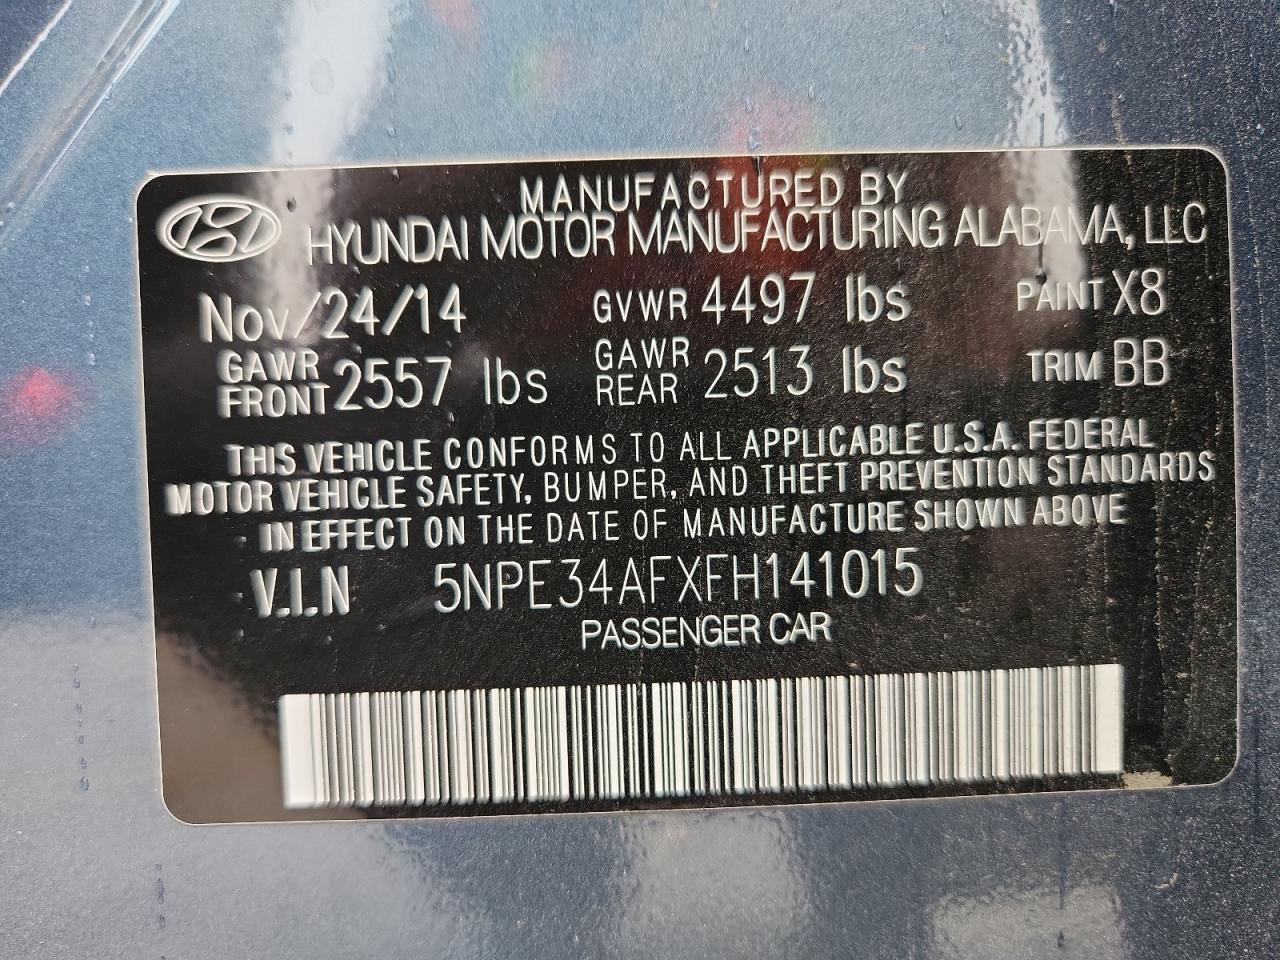 MANUFACTURED BY
HYUNDAI MOTOR MANUFACTURING ALABAMA, LLC
Nov/24/14 GVWR 4497 lbs PAINT X8
GAWR FRONT 2557 lbs GAWR REAR 2513 lbs TRIM BB
THIS VEHICLE CONFORMS TO ALL APPLICABLE U.S.A. FEDERAL
MOTOR VEHICLE SAFETY, BUMPER, AND THEFT PREVENTION STANDARDS
IN EFFECT ON THE DATE OF MANUFACTURE SHOWN ABOVE
V.I.N 5NPE34AFXFH141015
PASSENGER CAR